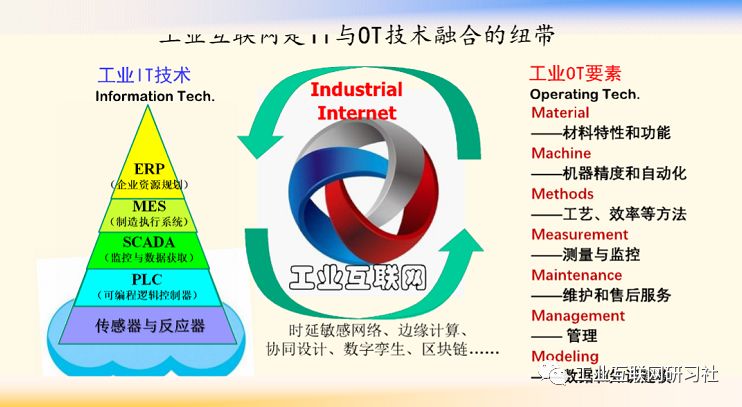 工业互联网是IT与OT技术融合的纽带
工业IT技术
Information Tech.
ERP
（企业资源规划）
MES
（制造执行系统）
SCADA
（监控与数据获取）
PLC
（可编程逻辑控制器）
传感器与反应器
Industrial
Internet
工业互联网
时延敏感网络、边缘计算、
协同设计、数字孪生、区块链……
工业OT要素
Operating Tech.
Material
——材料特性和功能
Machine
——机器精度和自动化
Methods
——工艺、效率等方法
Measurement
——测量与监控
Maintenance
——维护和售后服务
Management
—— 管理
Modeling
——数据
工业互联网研习社